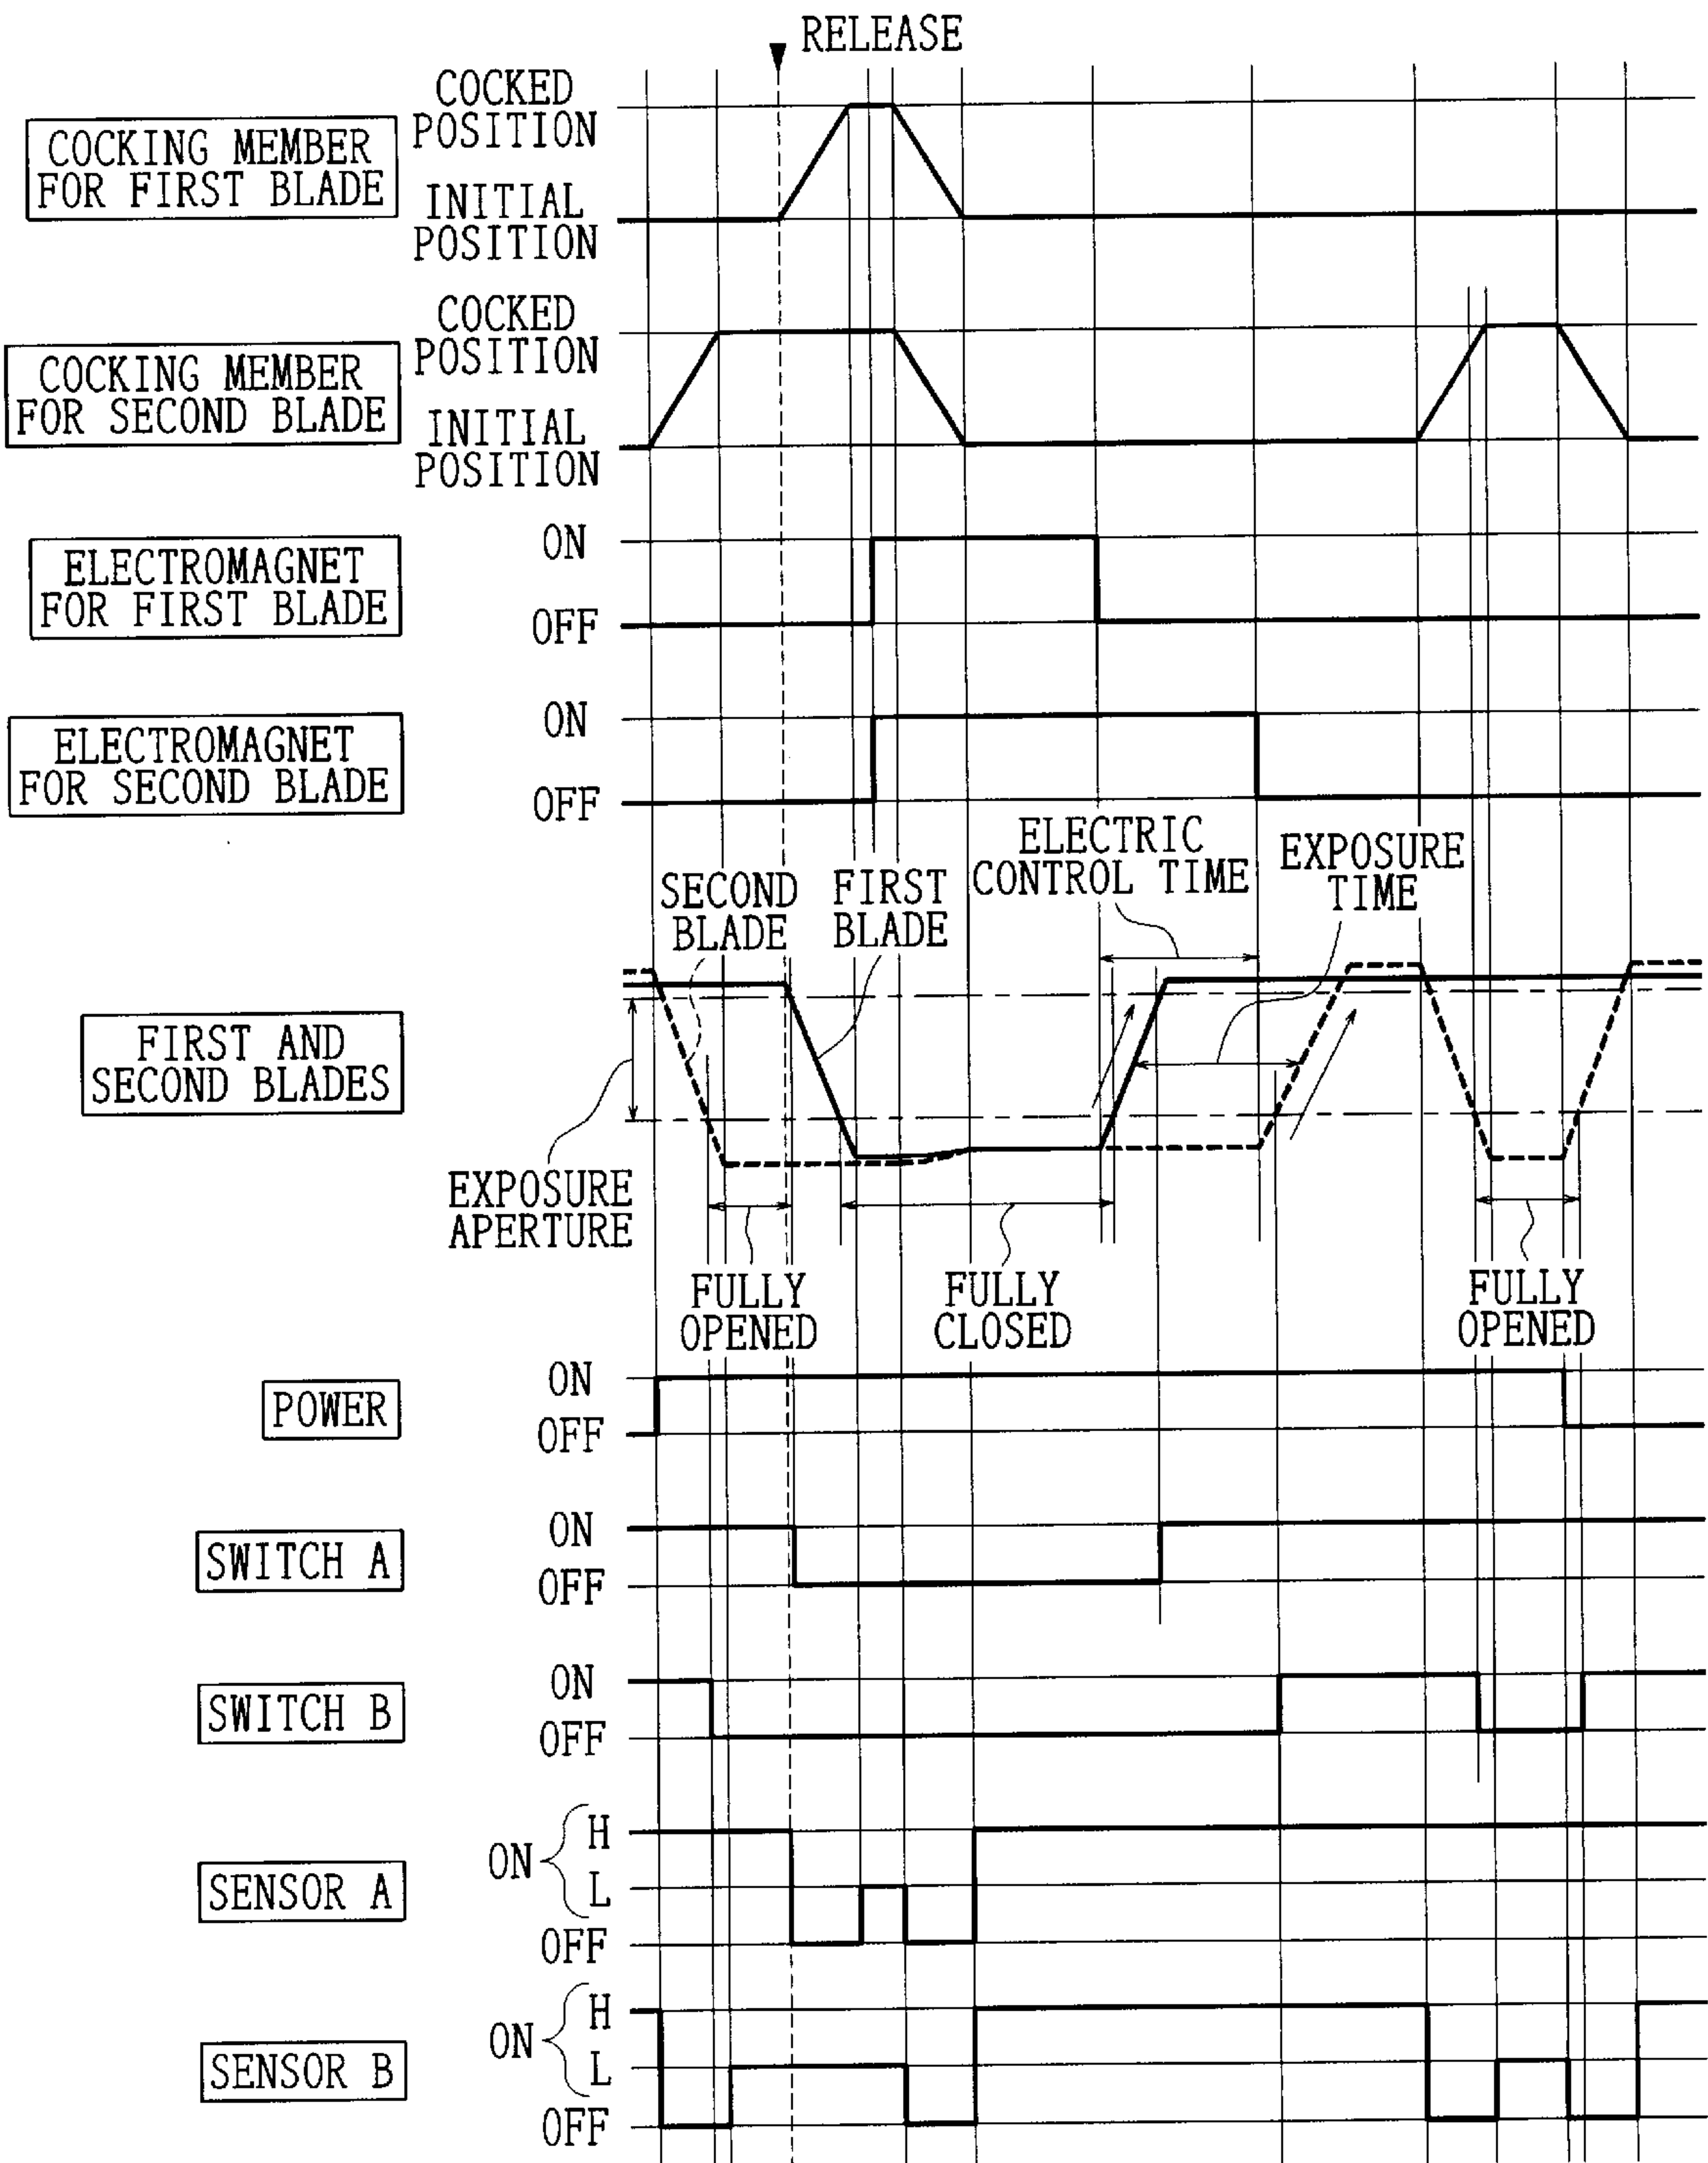 RELEASE
COCKED
POSITION
COCKING MEMBER
FOR FIRST BLADE
INITIAL
POSITION
COCKED
POSITION
COCKING MEMBER
FOR SECOND BLADE
INITIAL
POSITION
ON
ELECTROMAGNET
FOR FIRST BLADE
OFF
ON
ELECTROMAGNET
FOR SECOND BLADE
OFF
ELECTRIC
CONTROL TIME
EXPOSURE
TIME
SECOND
BLADE
FIRST
BLADE
FIRST AND
SECOND BLADES
EXPOSURE
APERTURE
FULLY
OPENED
FULLY
CLOSED
FULLY
OPENED
ON
POWER
OFF
ON
SWITCH A
OFF
ON
SWITCH B
OFF
H
ON
L
SENSOR A
OFF
H
ON
L
SENSOR B
OFF